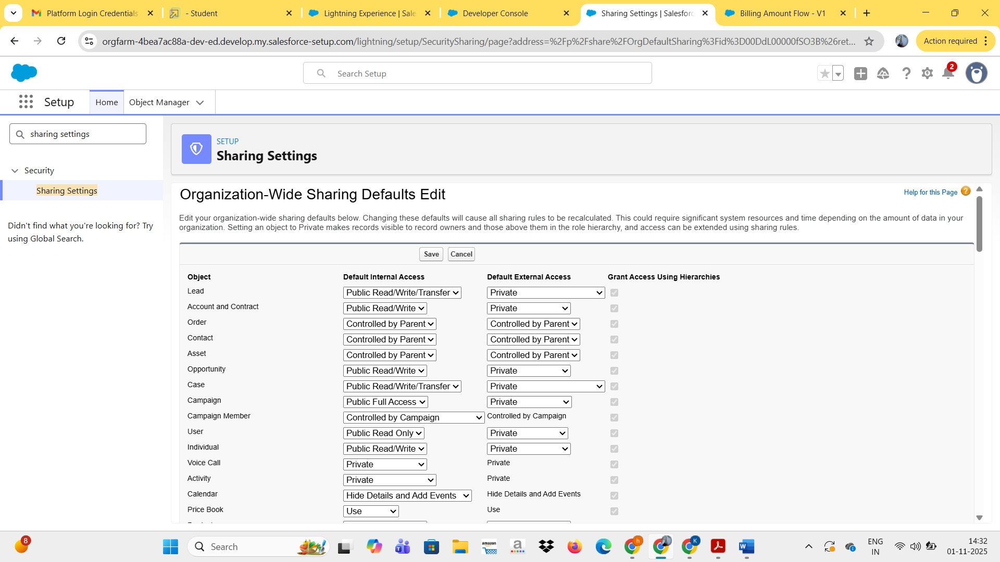 Platform Login Credentials
- Student
Lightning Experience | Sale
Developer Console
Sharing Settings | Salesforc
Billing Amount Flow - V1
orgfarm-4bea7ac88a-dev-ed.develop.my.salesforce-setup.com/lightning/setup/SecuritySharing/page?address=%2Fp%2Fshare%2FOrgDefaultSharing%3Fid%3D00DdL00000fSO3B%26ret...
Action required
Search Setup
2
Setup
Home
Object Manager
sharing settings
Security
Sharing Settings
Didn't find what you're looking for? Try
using Global Search.
SETUP
Sharing Settings
Organization-Wide Sharing Defaults Edit
Help for this Page ?
Edit your organization-wide sharing defaults below. Changing these defaults will cause all sharing rules to be recalculated. This could require significant system resources and time depending on the amount of data in your
organization. Setting an object to Private makes records visible to record owners and those above them in the role hierarchy, and access can be extended using sharing rules.
Save Cancel
Object Default Internal Access Default External Access Grant Access Using Hierarchies
Lead Public Read/Write/Transfer Private
Account and Contract Public Read/Write Private
Order Controlled by Parent Controlled by Parent
Contact Controlled by Parent Controlled by Parent
Asset Controlled by Parent Controlled by Parent
Opportunity Public Read/Write Private
Case Public Read/Write/Transfer Private
Campaign Public Full Access Private
Campaign Member Controlled by Campaign Controlled by Campaign
User Public Read Only Private
Individual Public Read/Write Private
Voice Call Private Private
Activity Private Private
Calendar Hide Details and Add Events Hide Details and Add Events
Price Book Use Use
8
Search
amazon
a
h
K
W
ENG
IN
14:32
01-11-2025